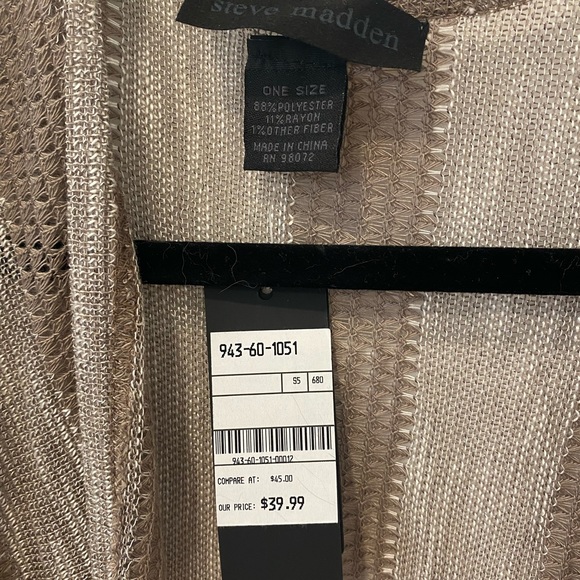 steve madden
ONE SIZE
88%POLYESTER
11%RAYON
1%OTHER FIBER
MADE IN CHINA
RN 98072
943-60-1051
S5 680
943-60-1051-00012
COMPARE AT: $45.00
OUR PRICE: $39.99